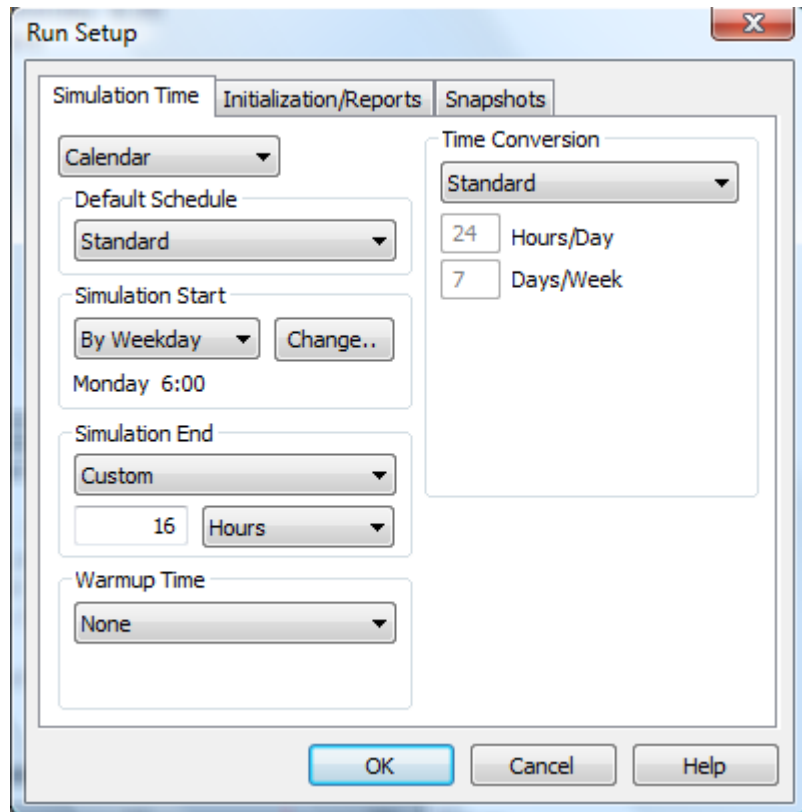 Run Setup
Simulation Time
Initialization/Reports
Snapshots
Calendar
Default Schedule
Standard
Simulation Start
By Weekday
Change..
Monday 6:00
Simulation End
Custom
16
Hours
Warmup Time
None
Time Conversion
Standard
24 Hours/Day
7 Days/Week
OK
Cancel
Help